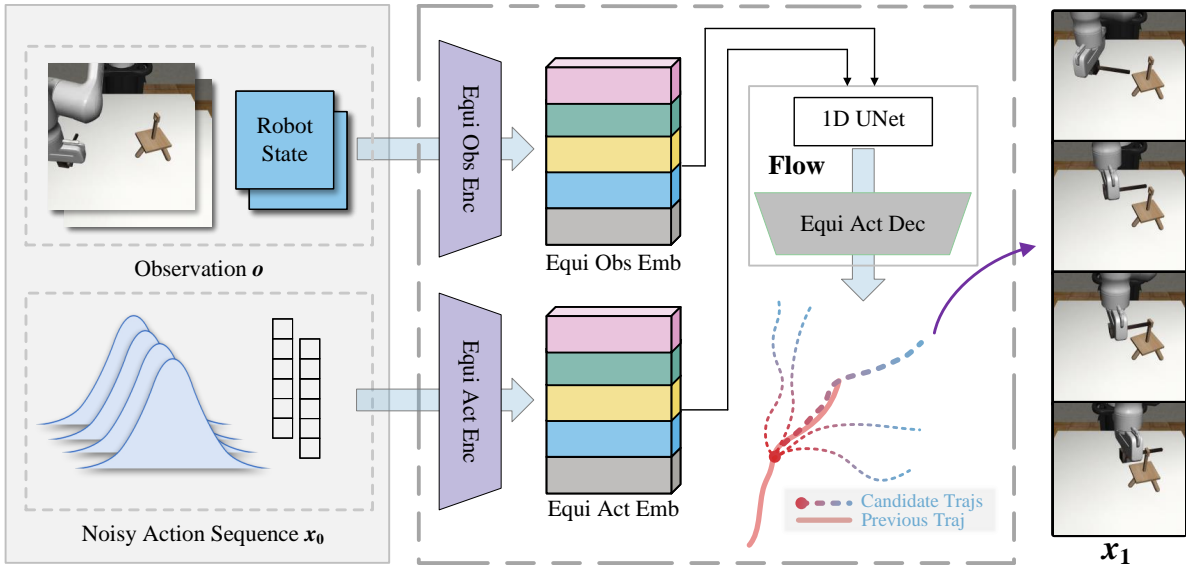 Robot
State
Observation o
Noisy Action Sequence x₀
Equi Obs Enc
Equi Act Enc
Equi Obs Emb
Equi Act Emb
1D UNet
Flow
Equi Act Dec
Candidate Trajs
Previous Traj
x₁